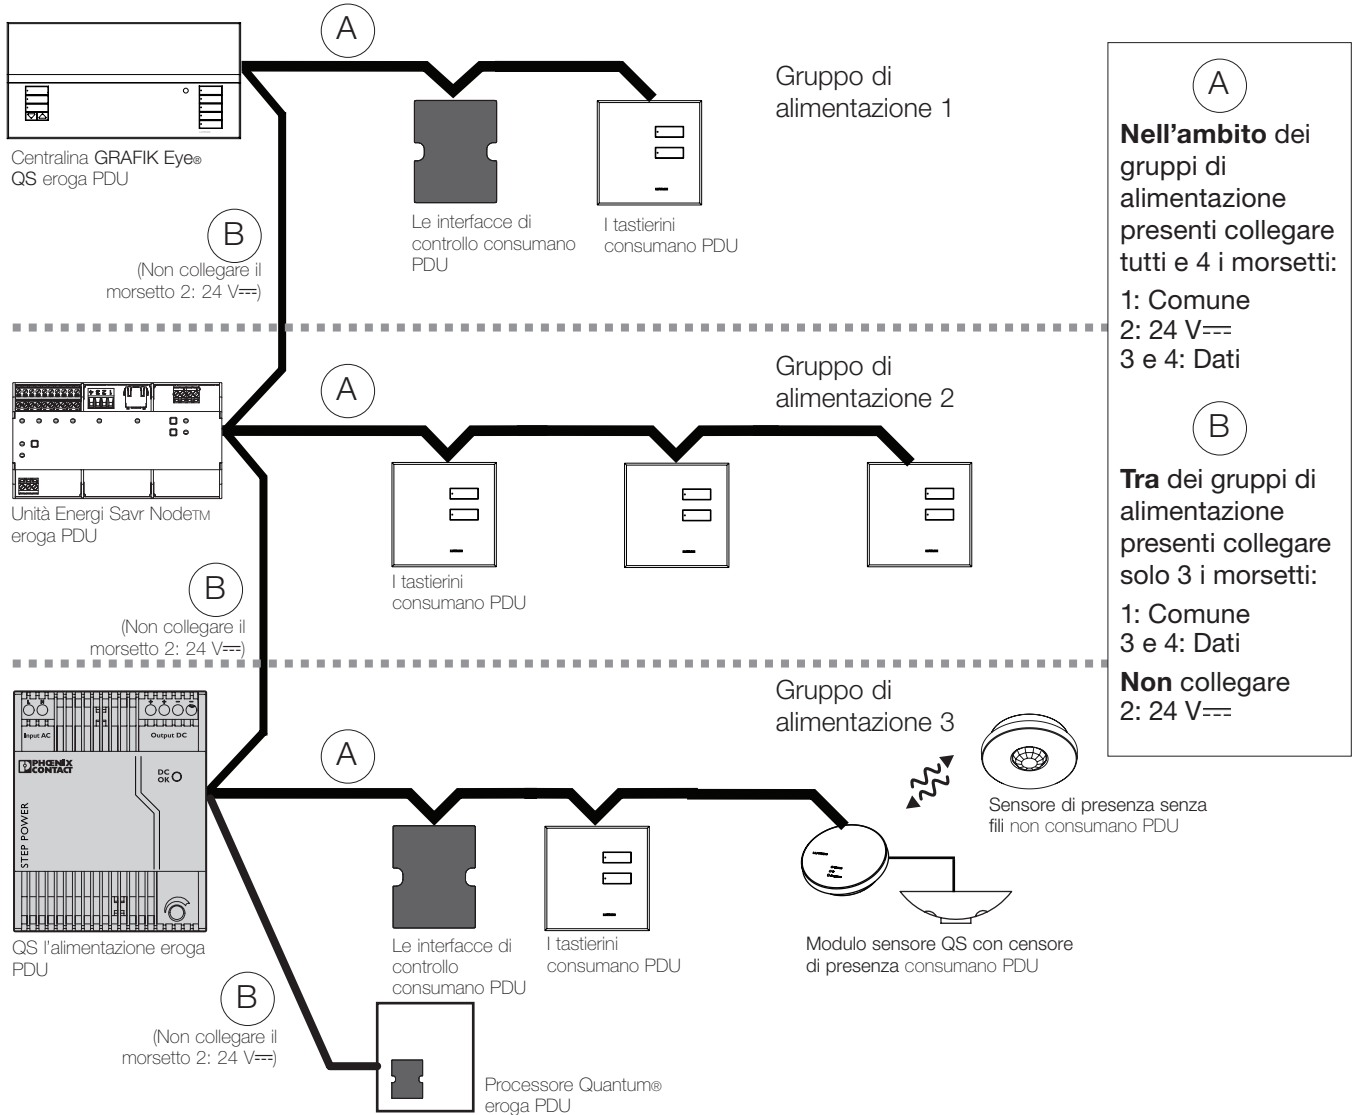 A
Gruppo di
alimentazione 1
Centralina GRAFIK Eye®
QS eroga PDU
Le interfacce di
controllo consumano
PDU
I tastierini
consumano PDU
B
(Non collegare il
morsetto 2: 24 V⎓)
A
Gruppo di
alimentazione 2
Unità Energi Savr Node™
eroga PDU
I tastierini
consumano PDU
B
(Non collegare il
morsetto 2: 24 V⎓)
Gruppo di
alimentazione 3
Input AC
Output DC
PHŒNIX
CONTACT
DC
OK
STEP POWER
QS l'alimentazione eroga
PDU
A
Sensore di presenza senza
fili non consumano PDU
Le interfacce di
controllo
consumano PDU
I tastierini
consumano PDU
Modulo sensore QS con censore
di presenza consumano PDU
B
(Non collegare il
morsetto 2: 24 V⎓)
Processore Quantum®
eroga PDU
A
Nell'ambito dei
gruppi di
alimentazione
presenti collegare
tutti e 4 i morsetti:
1: Comune
2: 24 V⎓
3 e 4: Dati
B
Tra dei gruppi di
alimentazione
presenti collegare
solo 3 i morsetti:
1: Comune
3 e 4: Dati
Non collegare
2: 24 V⎓